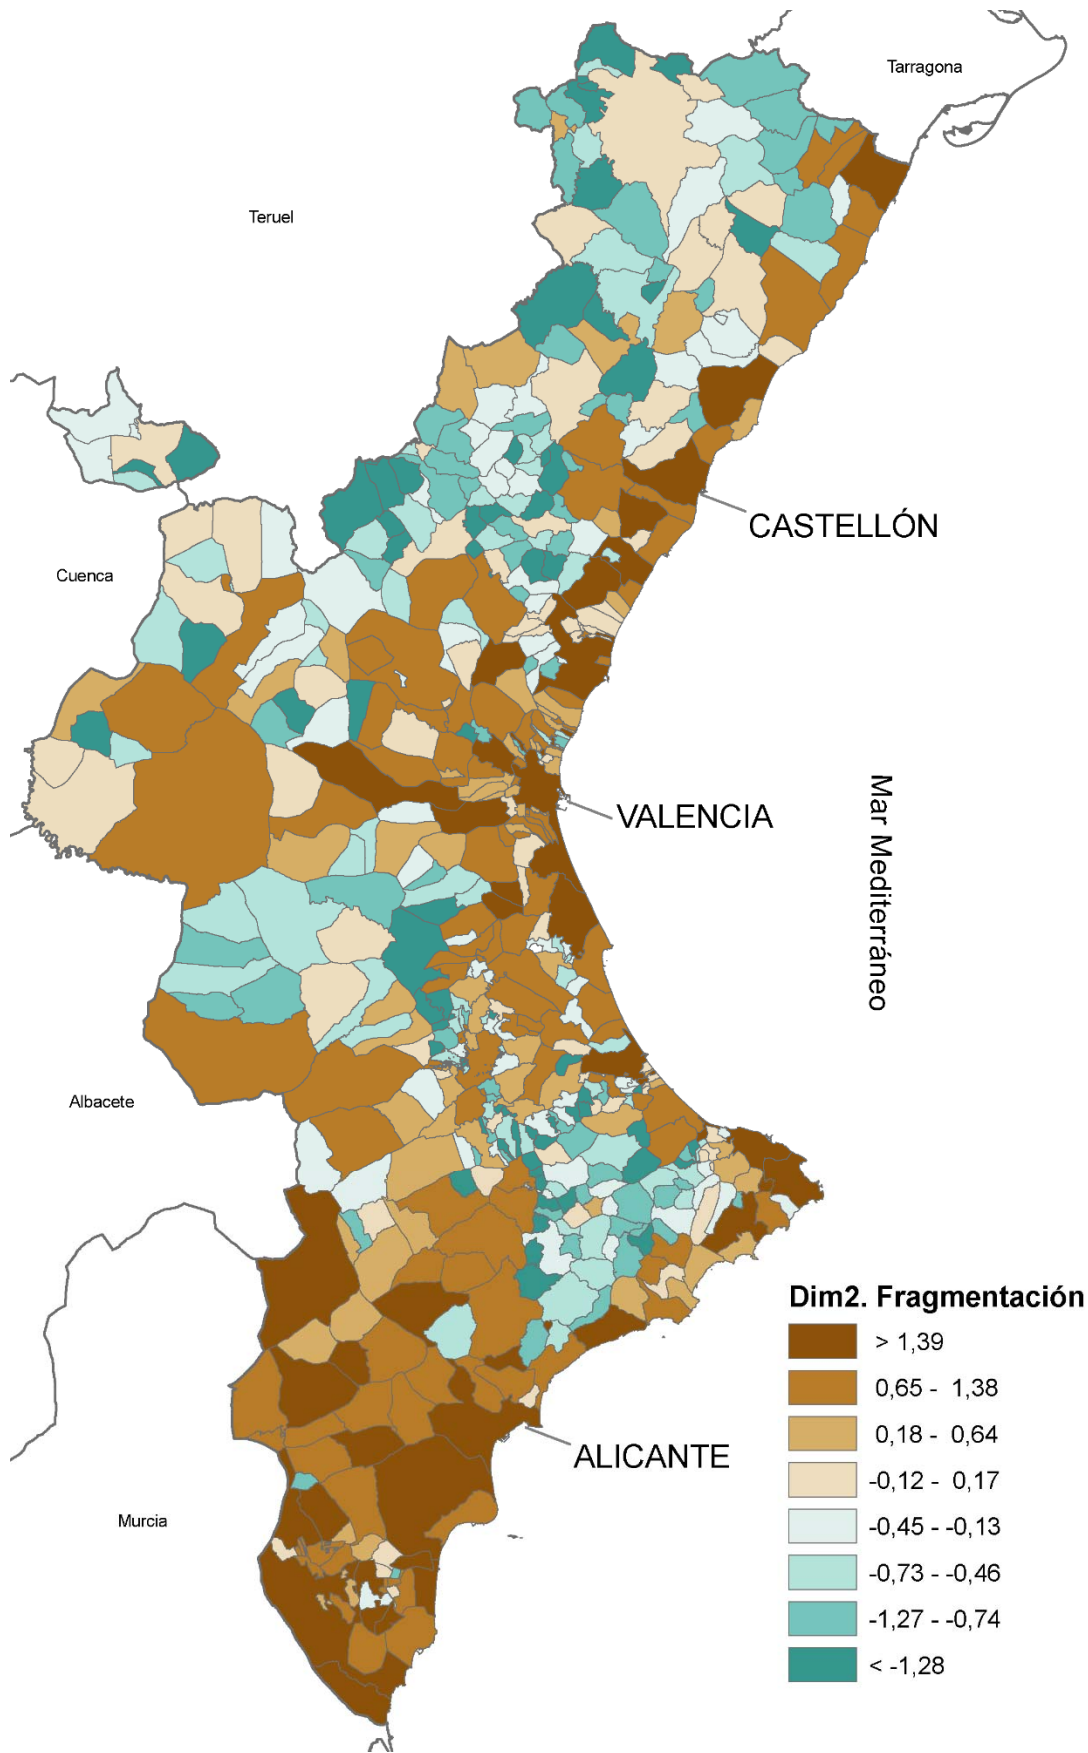 Tarragona
Teruel
CASTELLÓN
Cuenca
VALENCIA
Mar Mediterráneo
Albacete
Dim2. Fragmentación
> 1,39
0,65 - 1,38
0,18 - 0,64
-0,12 - 0,17
-0,45 - -0,13
-0,73 - -0,46
-1,27 - -0,74
< -1,28
ALICANTE
Murcia